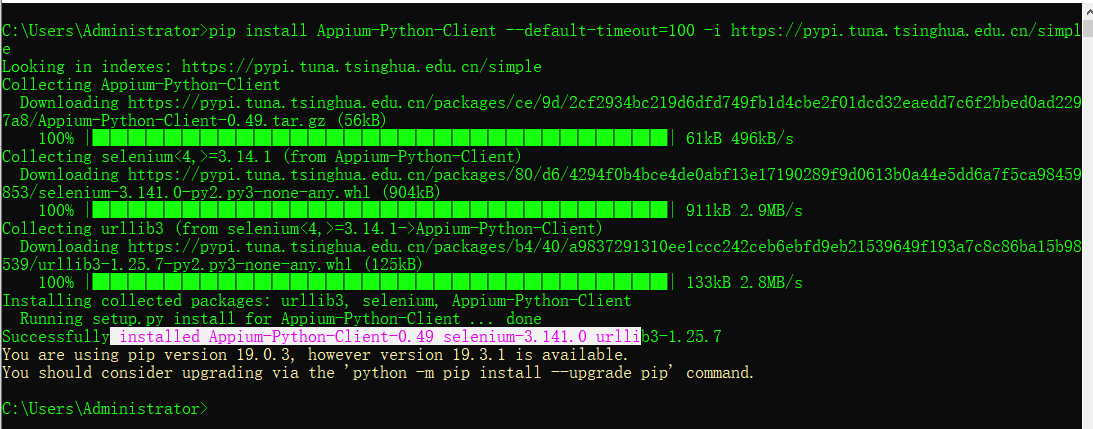 C:\Users\Administrator>pip install Appium-Python-Client --default-timeout=100 -i https://pypi.tuna.tsinghua.edu.cn/simpl
e
Looking in indexes: https://pypi.tuna.tsinghua.edu.cn/simple
Collecting Appium-Python-Client
  Downloading https://pypi.tuna.tsinghua.edu.cn/packages/ce/9d/2cf2934bc219d6dfd749fb1d4cbe2f01dcd32eaedd7c6f2bbed0ad229
7a8/Appium-Python-Client-0.49.tar.gz (56kB)
    100% |████████████████████████████████| 61kB 496kB/s
Collecting selenium<4,>=3.14.1 (from Appium-Python-Client)
  Downloading https://pypi.tuna.tsinghua.edu.cn/packages/80/d6/4294f0b4bce4de0abf13e17190289f9d0613b0a44e5dd6a7f5ca98459
853/selenium-3.141.0-py2.py3-none-any.whl (904kB)
    100% |████████████████████████████████| 911kB 2.9MB/s
Collecting urllib3 (from selenium<4,>=3.14.1->Appium-Python-Client)
  Downloading https://pypi.tuna.tsinghua.edu.cn/packages/b4/40/a9837291310ee1ccc242ceb6ebfd9eb21539649f193a7c8c86ba15b98
539/urllib3-1.25.7-py2.py3-none-any.whl (125kB)
    100% |████████████████████████████████| 133kB 2.8MB/s
Installing collected packages: urllib3, selenium, Appium-Python-Client
  Running setup.py install for Appium-Python-Client ... done
Successfully installed Appium-Python-Client-0.49 selenium-3.141.0 urllib3-1.25.7
You are using pip version 19.0.3, however version 19.3.1 is available.
You should consider upgrading via the 'python -m pip install --upgrade pip' command.
C:\Users\Administrator>